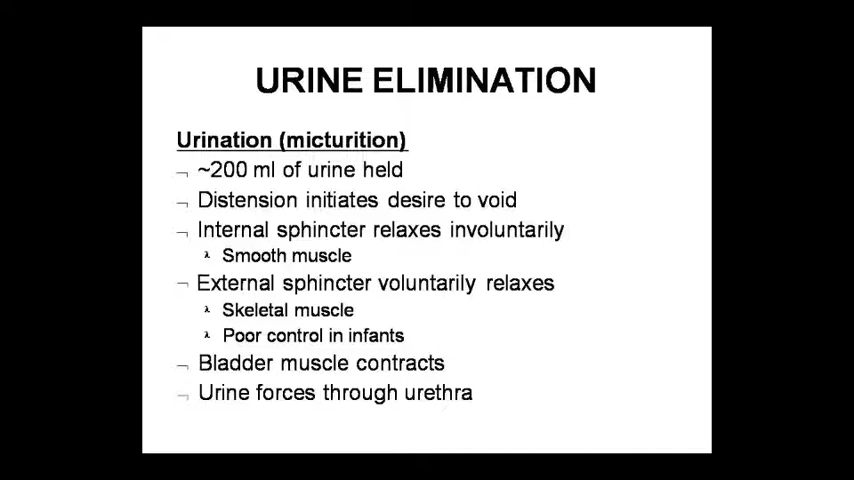 URINE ELIMINATION
Urination (micturition)
¬ ~200 ml of urine held
¬ Distension initiates desire to void
¬ Internal sphincter relaxes involuntarily
λ Smooth muscle
¬ External sphincter voluntarily relaxes
λ Skeletal muscle
λ Poor control in infants
¬ Bladder muscle contracts
¬ Urine forces through urethra